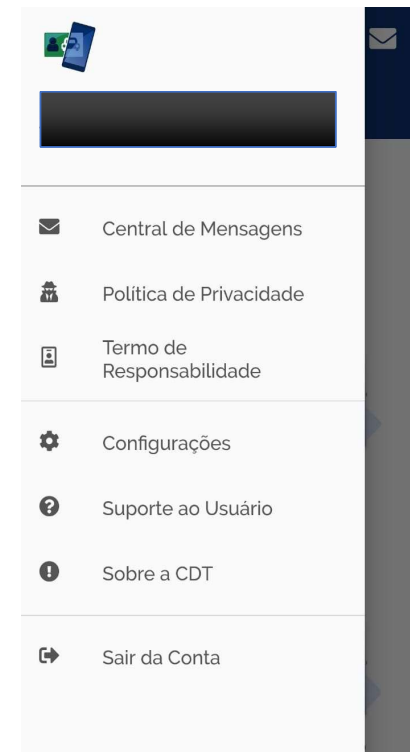 Central de Mensagens
Política de Privacidade
Termo de
Responsabilidade
Configurações
Suporte ao Usuário
Sobre a CDT
Sair da Conta